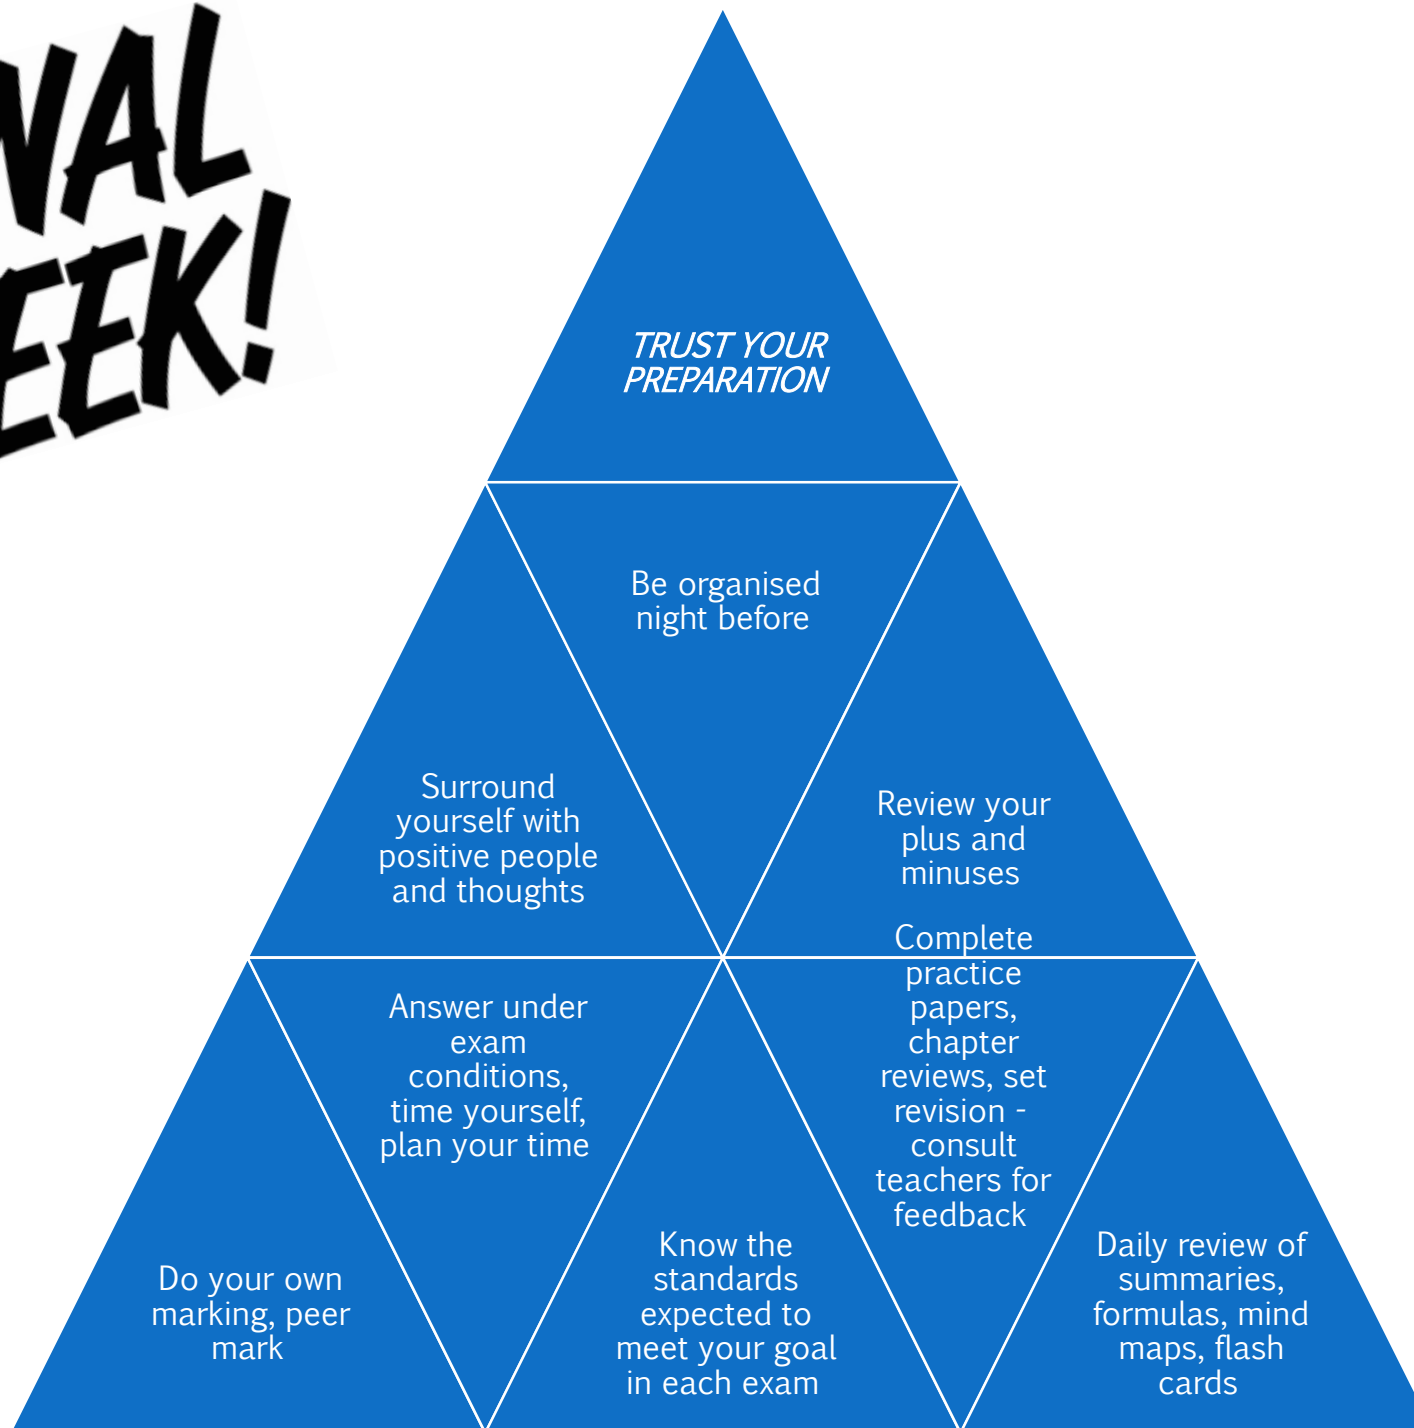 TRUST YOUR
PREPARATION
Be organised
night before
Surround
yourself with
positive people
and thoughts
Review your
plus and
minuses
Answer under
exam
conditions,
time yourself,
plan your time
Complete
practice
papers,
chapter
reviews, set
revision -
consult
teachers for
feedback
Do your own
marking, peer
mark
Know the
standards
expected to
meet your goal
in each exam
Daily review of
summaries,
formulas, mind
maps, flash
cards